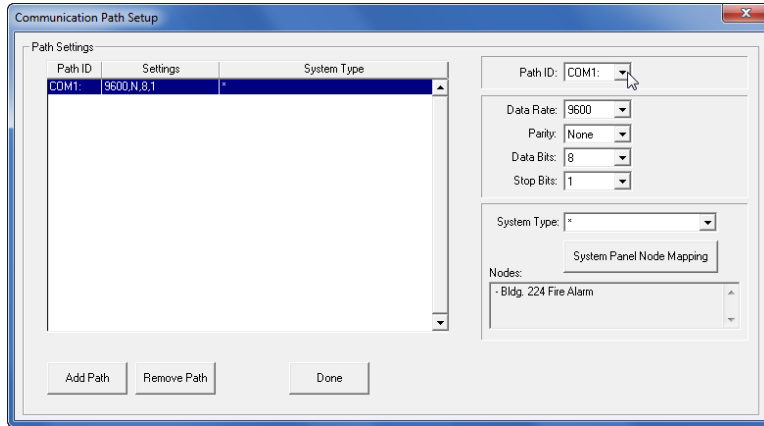 Communication Path Setup
x
Path Settings
Path ID Settings System Type
COM1: 9600,N,8,1 *
Path ID: COM1:
Data Rate: 9600
Parity: None
Data Bits: 8
Stop Bits: 1
System Type: *
System Panel Node Mapping
Nodes:
- Bldg. 224 Fire Alarm
Add Path Remove Path Done